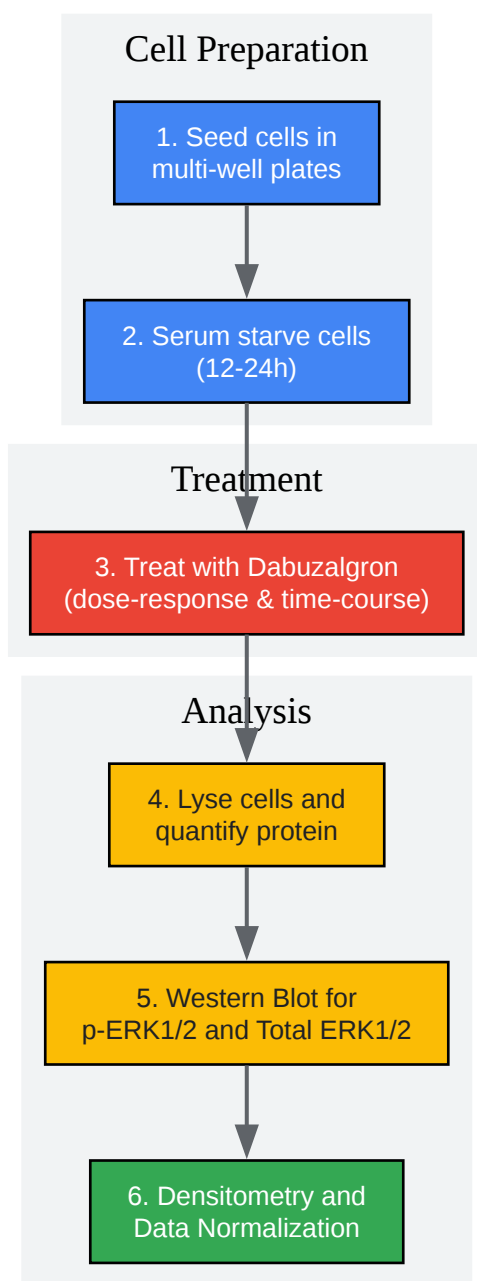 Cell Preparation
1. Seed cells in
multi-well plates
2. Serum starve cells
(12-24h)
Treatment
3. Treat with Dabuzalgron
(dose-response & time-course)
Analysis
4. Lyse cells and
quantify protein
5. Western Blot for
p-ERK1/2 and Total ERK1/2
6. Densitometry and
Data Normalization